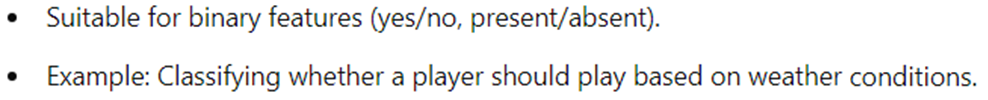 • Suitable for binary features (yes/no, present/absent).
• Example: Classifying whether a player should play based on weather conditions.